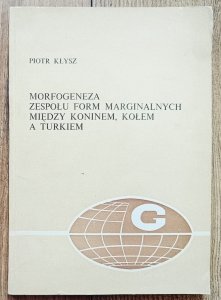 PIOTR KŁYSZ
MORFOGENEZA
ZESPOŁU FORM MARGINALNYCH
MIĘDZY KONINEM, KOŁEM
A TURKIEM
G